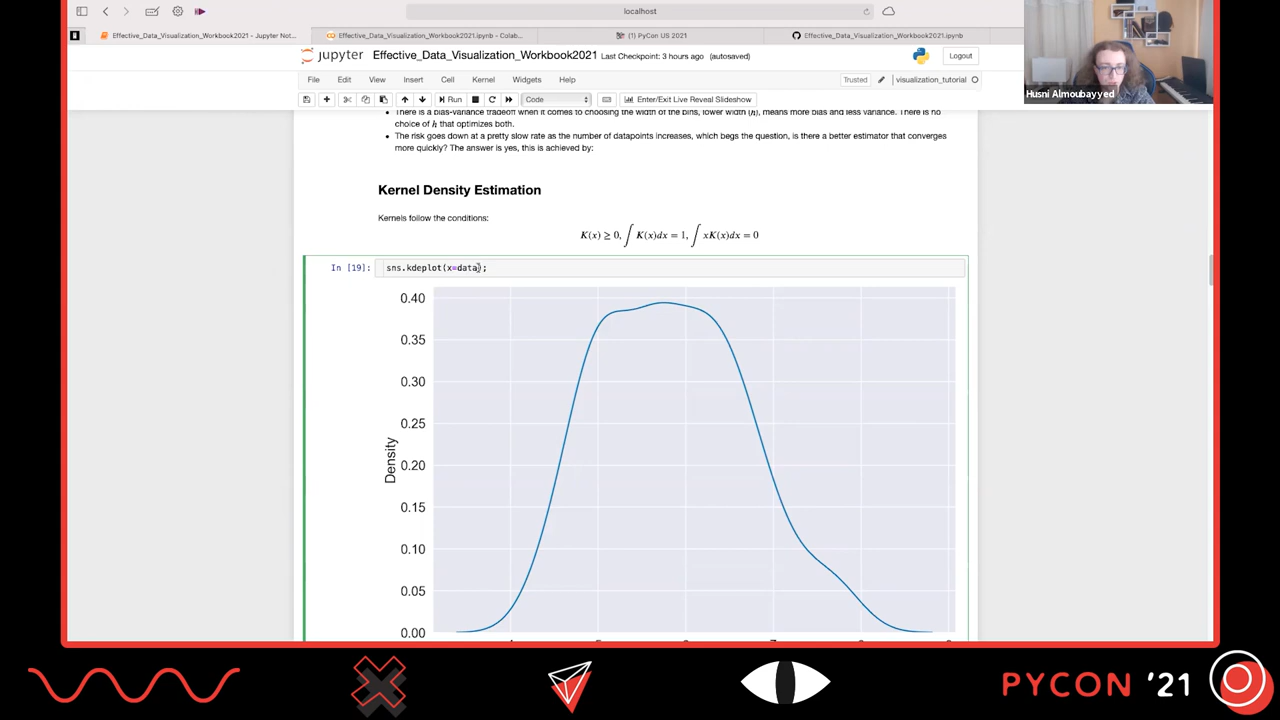 localhost
Effective_Data_Visualization_Workbook2021 - Jupyter Not...
Effective_Data_Visualization_Workbook2021.ipynb - Colab...
PyCon US 2021
Effective_Data_Visualization_Workbook2021.ipynb
jupyter Effective_Data_Visualization_Workbook2021 Last Checkpoint: 3 hours ago (autosaved)
Logout
File Edit View Insert Cell Kernel Widgets Help
Trusted visualization_tutorial
Run Code Enter/Exit Live Reveal Slideshow
Husni Almoubayyed
• There is a bias-variance tradeoff when it comes to choosing the width of the bins, lower width (h), means more bias and less variance. There is no
choice of h that optimizes both.
• The risk goes down at a pretty slow rate as the number of datapoints increases, which begs the question, is there a better estimator that converges
more quickly? The answer is yes, this is achieved by:
Kernel Density Estimation
Kernels follow the conditions:
K(x) ≥ 0, ∫ K(x)dx = 1, ∫ xK(x)dx = 0
In [19]: sns.kdeplot(x=data);
0.40
0.35
0.30
0.25
0.20
0.15
0.10
0.05
0.00
Density
PYCON '21